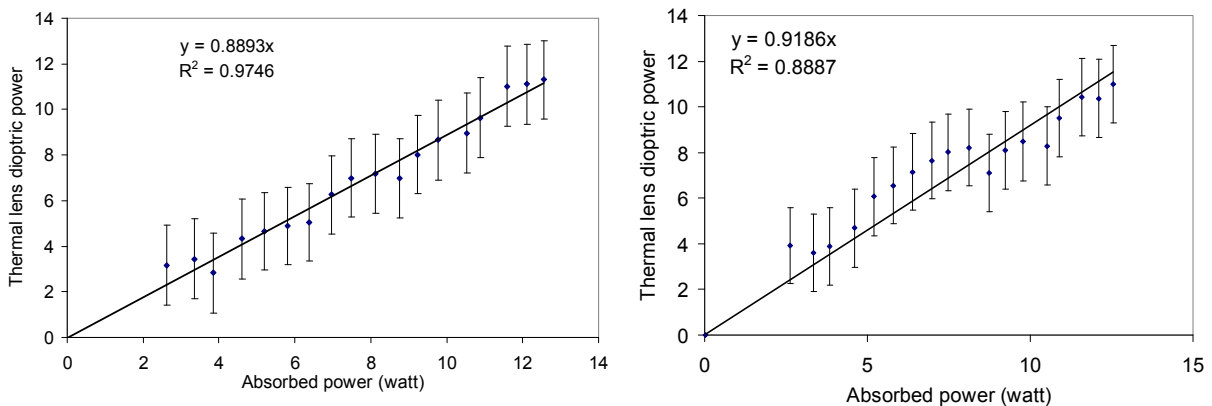 14
12
10
8
6
4
2
0
Thermal lens dioptric power
y = 0.8893x
R² = 0.9746
0 2 4 6 8 10 12 14
Absorbed power (watt)
14
12
10
8
6
4
2
0
Thermal lens dioptric power
y = 0.9186x
R² = 0.8887
0 5 10 15
Absorbed power (watt)